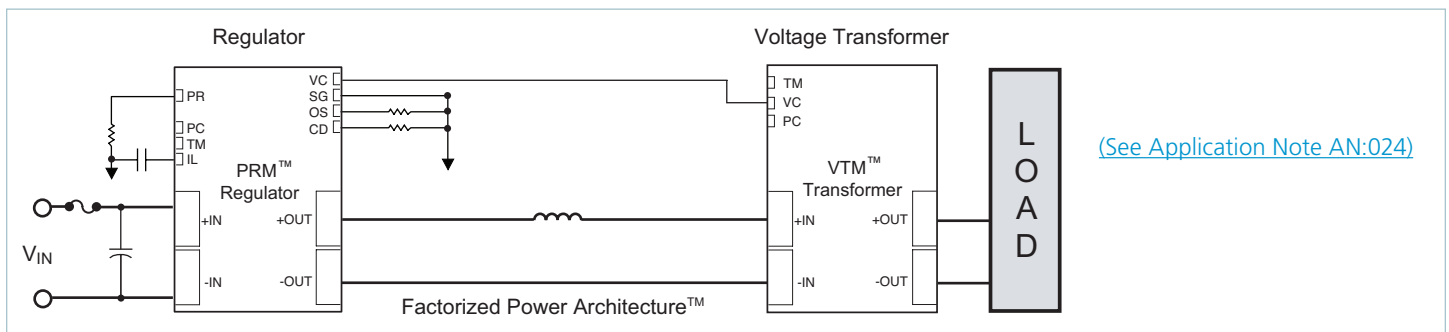 Regulator
Voltage Transformer
VC
SG
OS
CD
PR
PC
TM
IL
PRM™
Regulator
+IN
+OUT
-IN
-OUT
VIN
Factorized Power Architecture™
TM
VC
PC
VTM™
Transformer
+IN
+OUT
-IN
-OUT
L
O
A
D
(See Application Note AN:024)